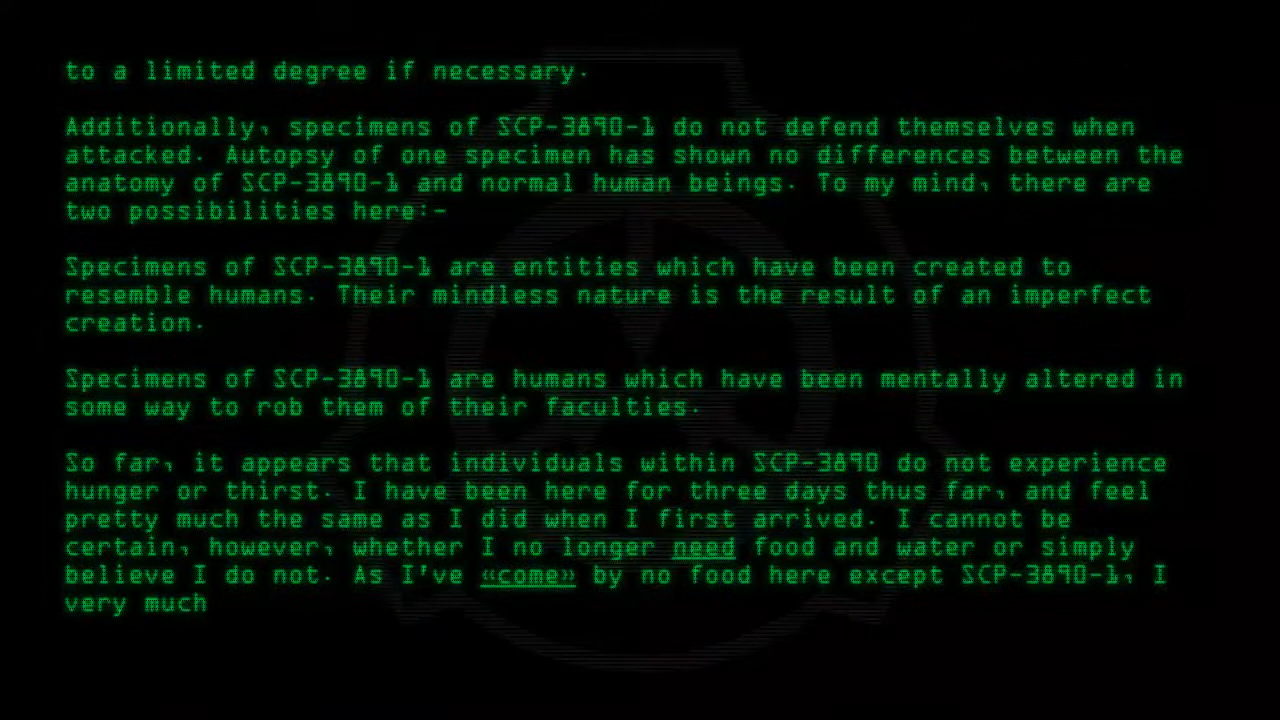 to a limited degree if necessary.
Additionally, specimens of SCP-3890-1 do not defend themselves when
attacked. Autopsy of one specimen has shown no differences between the
anatomy of SCP-3890-1 and normal human beings. To my mind, there are
two possibilities here:-
Specimens of SCP-3890-1 are entities which have been created to
resemble humans. Their mindless nature is the result of an imperfect
creation.
Specimens of SCP-3890-1 are humans which have been mentally altered in
some way to rob them of their faculties.
So far, it appears that individuals within SCP-3890 do not experience
hunger or thirst. I have been here for three days thus far, and feel
pretty much the same as I did when I first arrived. I cannot be
certain, however, whether I no longer need food and water or simply
believe I do not. As I've «come» by no food here except SCP-3890-1, I
very much